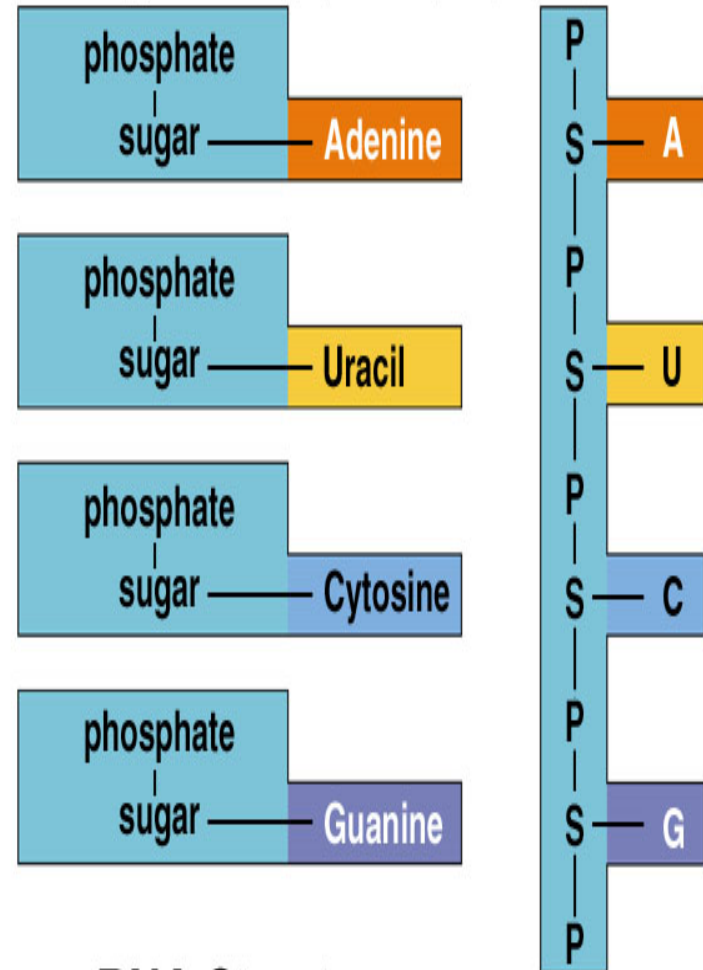 phosphate
sugar Adenine
phosphate
sugar Uracil
phosphate
sugar Cytosine
phosphate
sugar Guanine
P
S A
P
S U
P
S C
P
S G
P